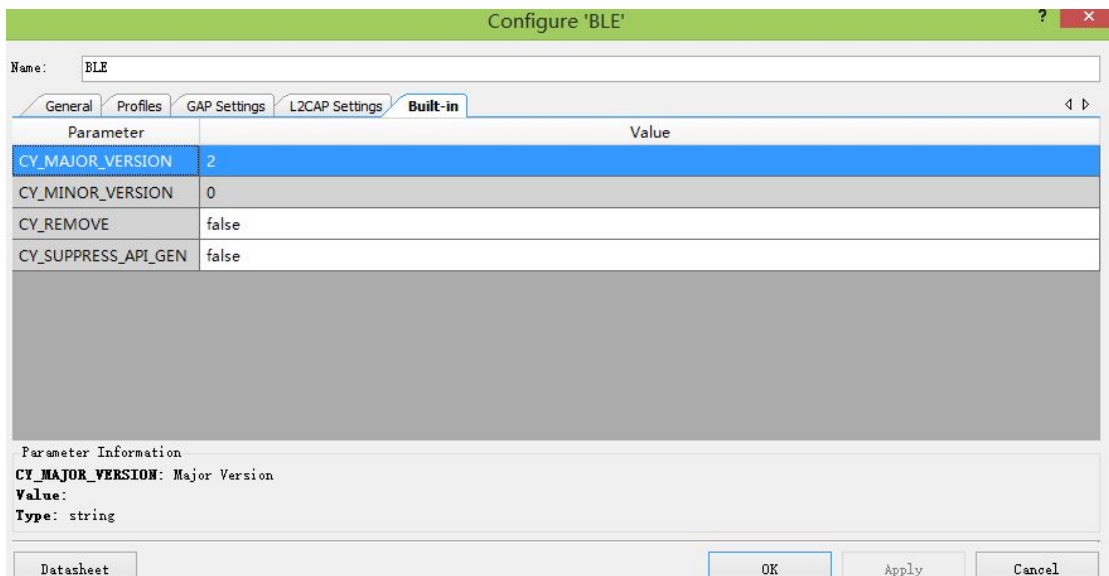 Configure 'BLE'
? ×
Name: BLE
General Profiles GAP Settings L2CAP Settings Built-in
Parameter Value
CY_MAJOR_VERSION 2
CY_MINOR_VERSION 0
CY_REMOVE false
CY_SUPPRESS_API_GEN false
Parameter Information
CY_MAJOR_VERSION: Major Version
Value:
Type: string
Datasheet OK Apply Cancel